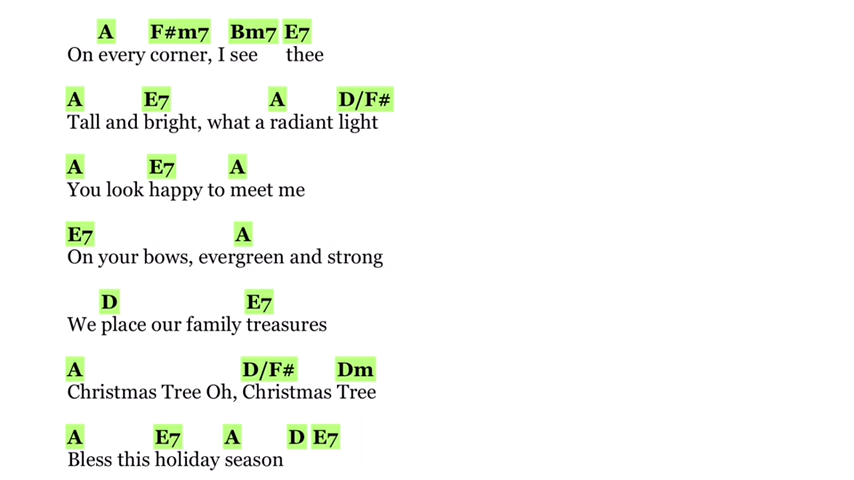 A F#m7 Bm7 E7
On every corner, I see thee
A E7 A D/F#
Tall and bright, what a radiant light
A E7 A
You look happy to meet me
E7 A
On your bows, evergreen and strong
D E7
We place our family treasures
A D/F# Dm
Christmas Tree Oh, Christmas Tree
A E7 A D E7
Bless this holiday season